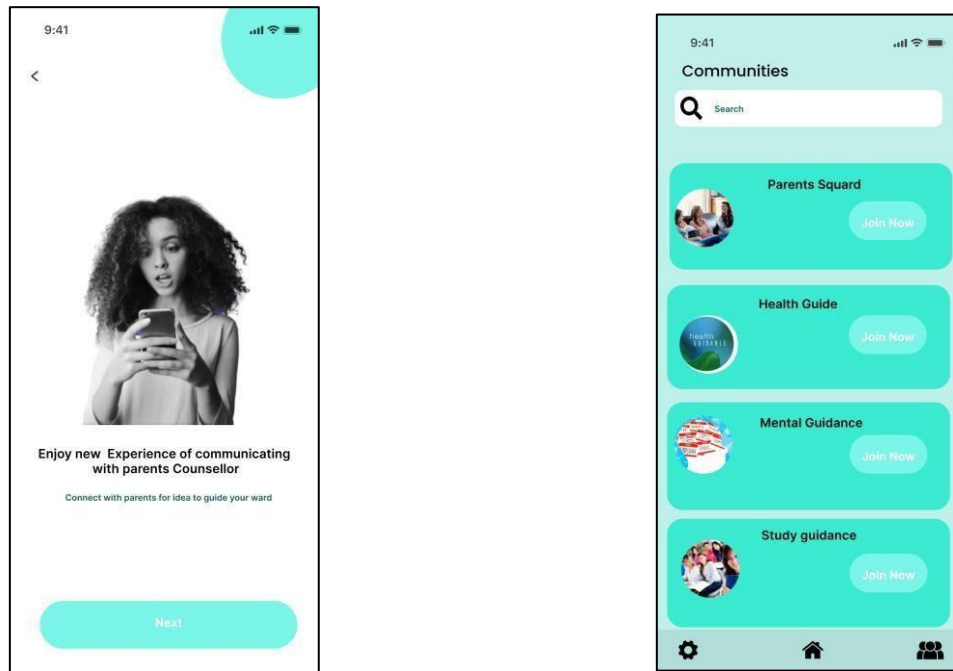 9:41
Enjoy new Experience of communicating
with parents Counsellor
Connect with parents for idea to guide your ward
Next
9:41
Communities
Search
Parents Squard
Join Now
Health Guide
health
GUIDANCE
Join Now
Mental Guidance
Join Now
Study guidance
Join Now